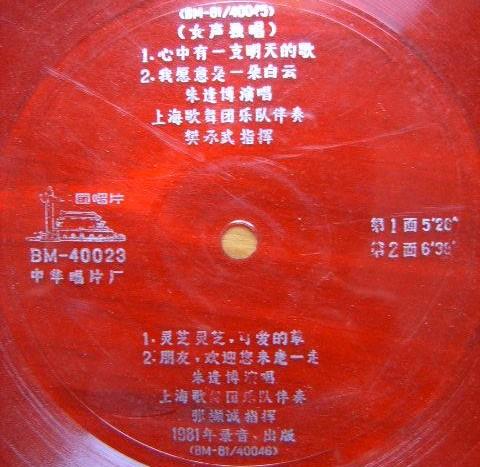 (BM-81/40045)
(女声独唱)
1.心中有一支明天的歌
2.我愿意是一朵白云
朱逢博演唱
上海歌舞团乐队伴奏
樊承武指挥
唱片
BM-40023
中华唱片厂
第1面5′20″
第2面6′39″
1.灵芝灵芝,可爱的草
2.朋友,欢迎您来走一走
朱逢博演唱
上海歌舞团乐队伴奏
指挥
1981年录音、出版
(BM-81/40046)